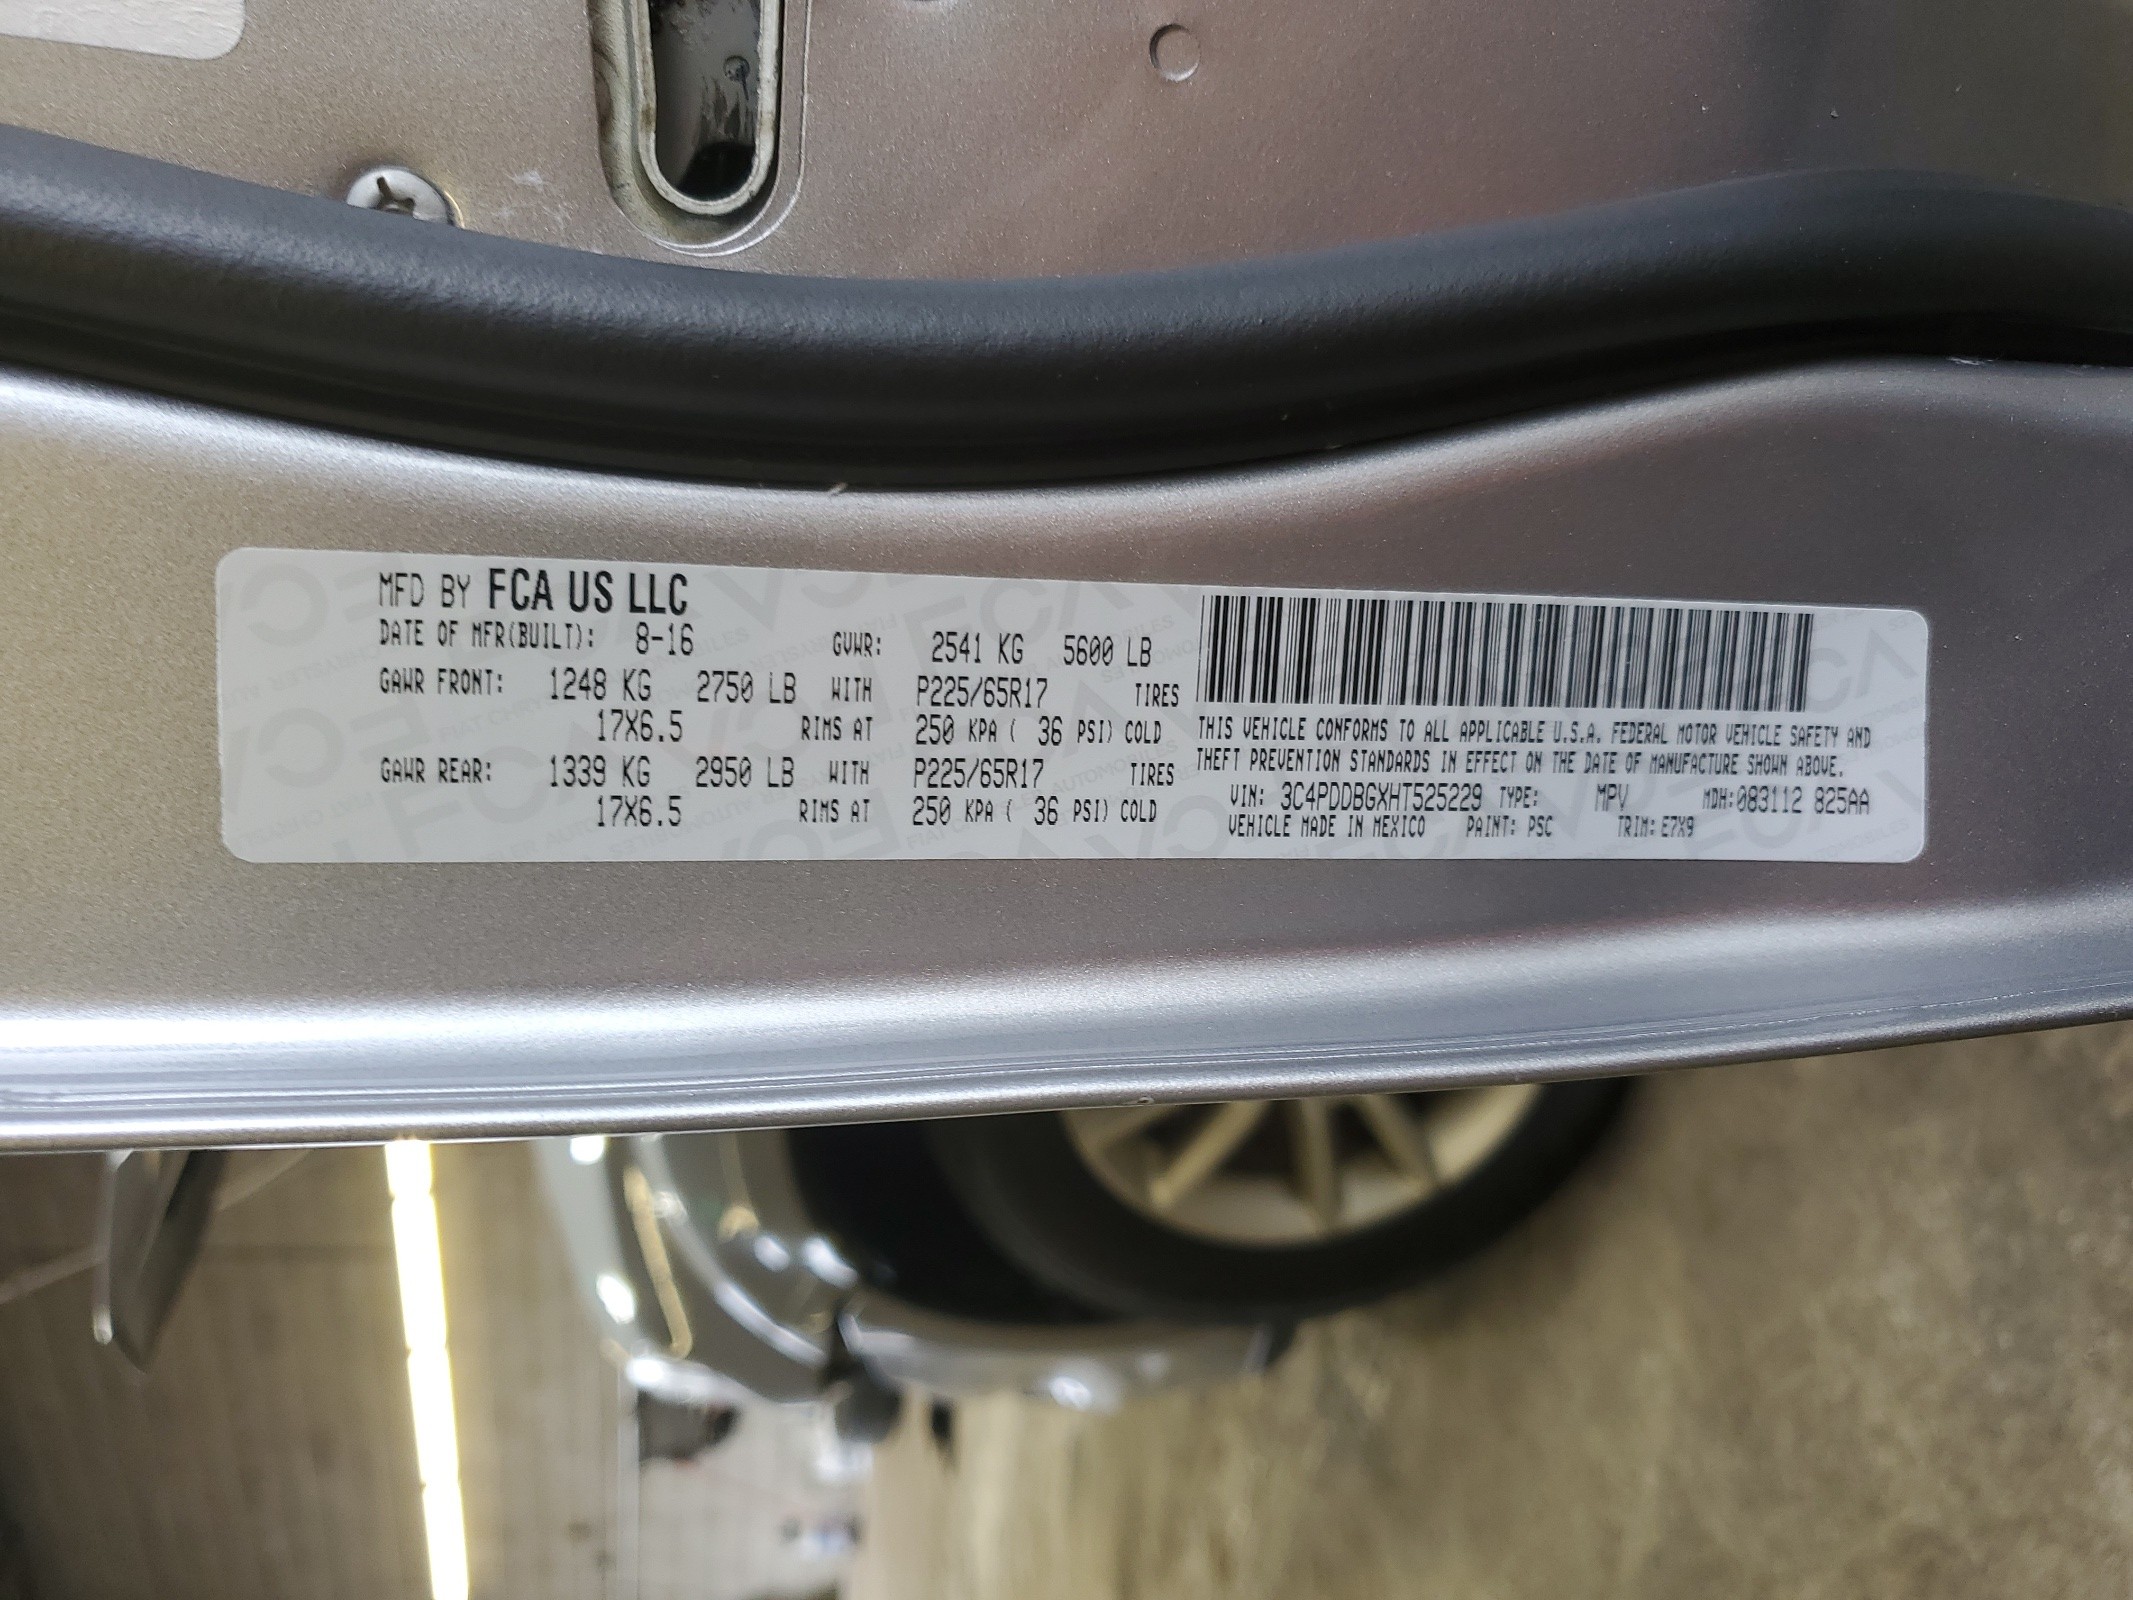 MFD BY FCA US LLC
DATE OF MFR(BUILT): 8-16 GVWR: 2541 KG 5600 LB
GAWR FRONT: 1248 KG 2750 LB WITH P225/65R17 TIRES
17X6.5 RIMS AT 250 KPA ( 36 PSI) COLD
GAWR REAR: 1339 KG 2950 LB WITH P225/65R17 TIRES
17X6.5 RIMS AT 250 KPA ( 36 PSI) COLD
THIS VEHICLE CONFORMS TO ALL APPLICABLE U.S.A. FEDERAL MOTOR VEHICLE SAFETY AND
THEFT PREVENTION STANDARDS IN EFFECT ON THE DATE OF MANUFACTURE SHOWN ABOVE.
VIN: 3C4PDDBGXHT525229 TYPE: MPV MDH:083112 825AA
VEHICLE MADE IN MEXICO PAINT: PSC TRIM: E7X9